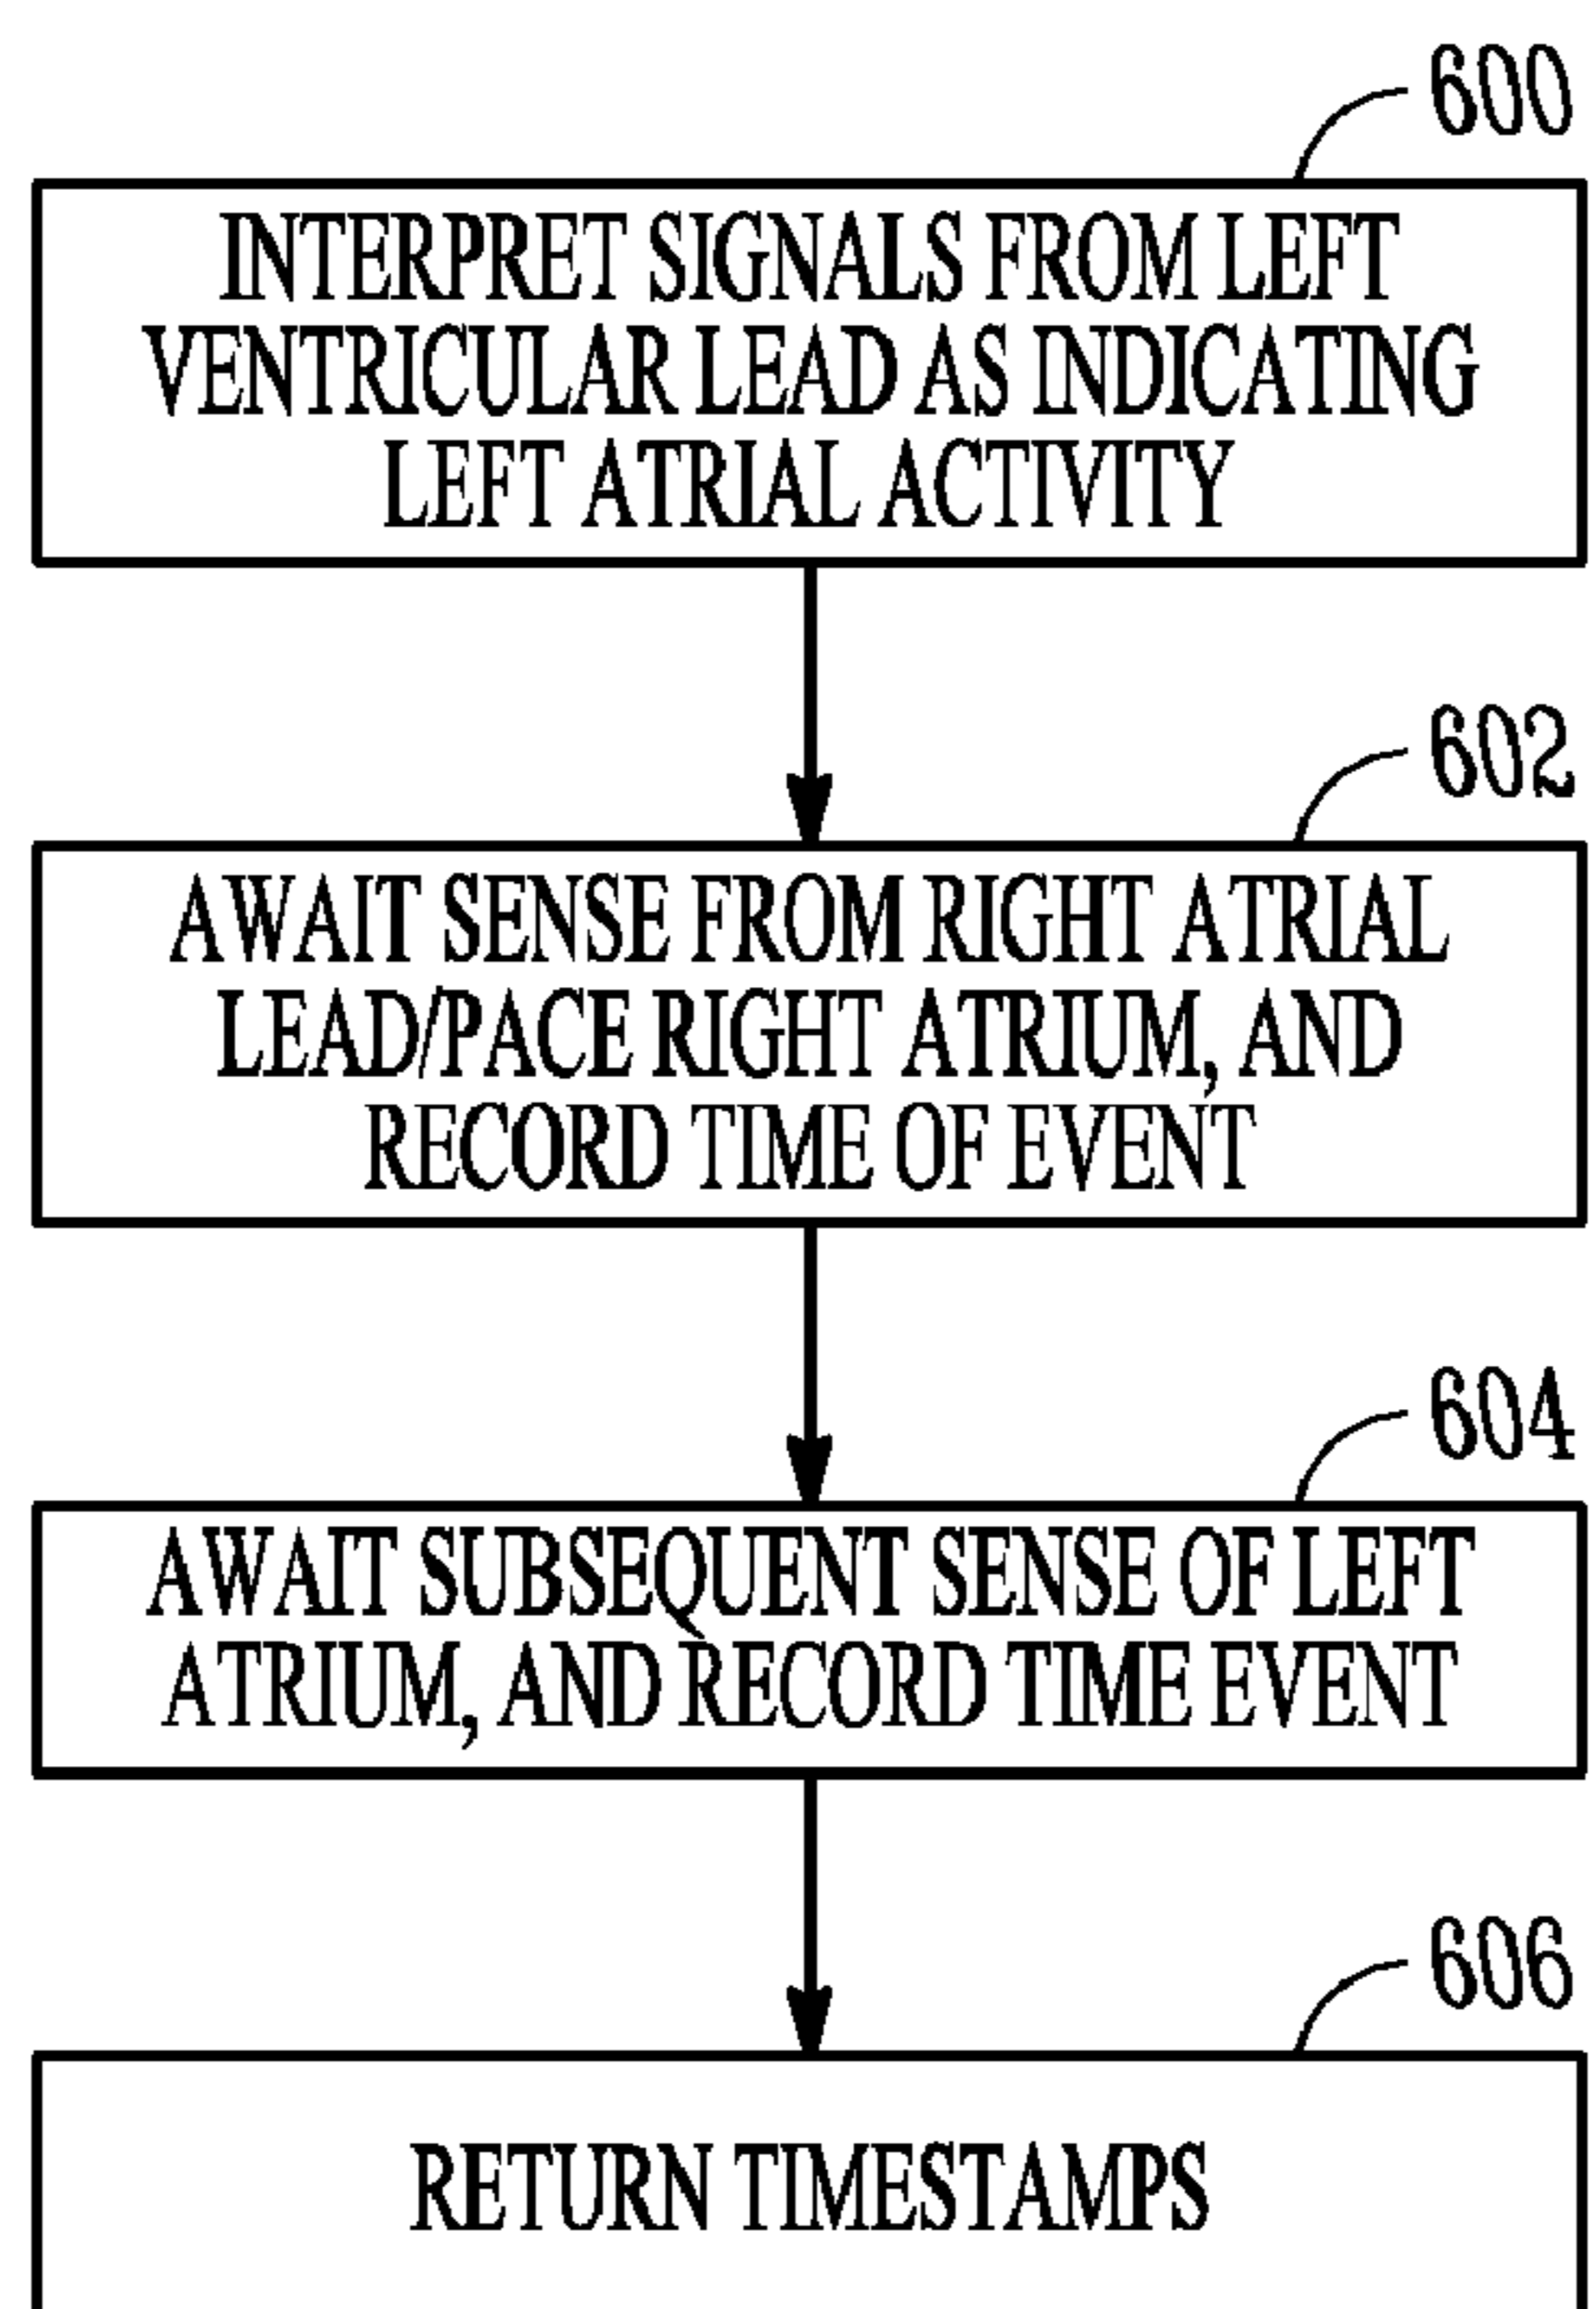 600
INTERPRET SIGNALS FROM LEFT
VENTRICULAR LEAD AS INDICATING
LEFT ATRIAL ACTIVITY
602
AWAIT SENSE FROM RIGHT ATRIAL
LEAD/PACE RIGHT ATRIUM, AND
RECORD TIME OF EVENT
604
AWAIT SUBSEQUENT SENSE OF LEFT
ATRIUM, AND RECORD TIME EVENT
606
RETURN TIMESTAMPS